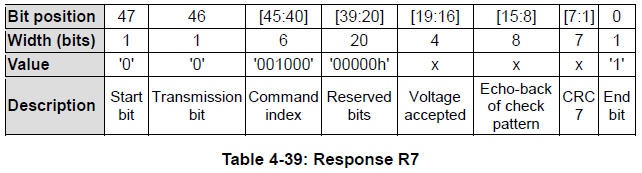 Bit position 47 46 [45:40] [39:20] [19:16] [15:8] [7:1] 0
Width (bits) 1 1 6 20 4 8 7 1
Value '0' '0' '001000' '00000h' x x x '1'
Description Start bit Transmission bit Command index Reserved bits Voltage accepted Echo-back of check pattern CRC 7 End bit
Table 4-39: Response R7